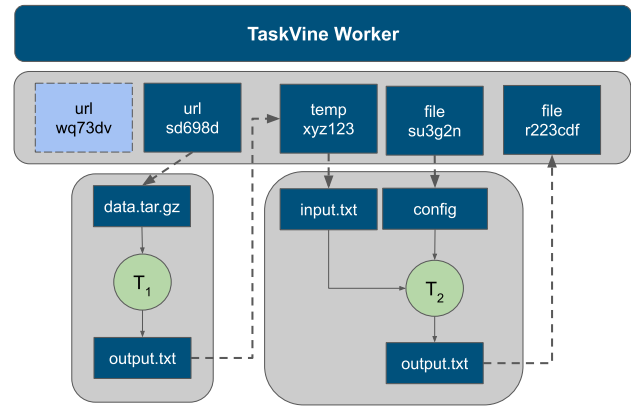 TaskVine Worker
url
wq73dv
url
sd698d
temp
xyz123
file
su3g2n
file
r223cdf
data.tar.gz
input.txt
config
T1
T2
output.txt
output.txt